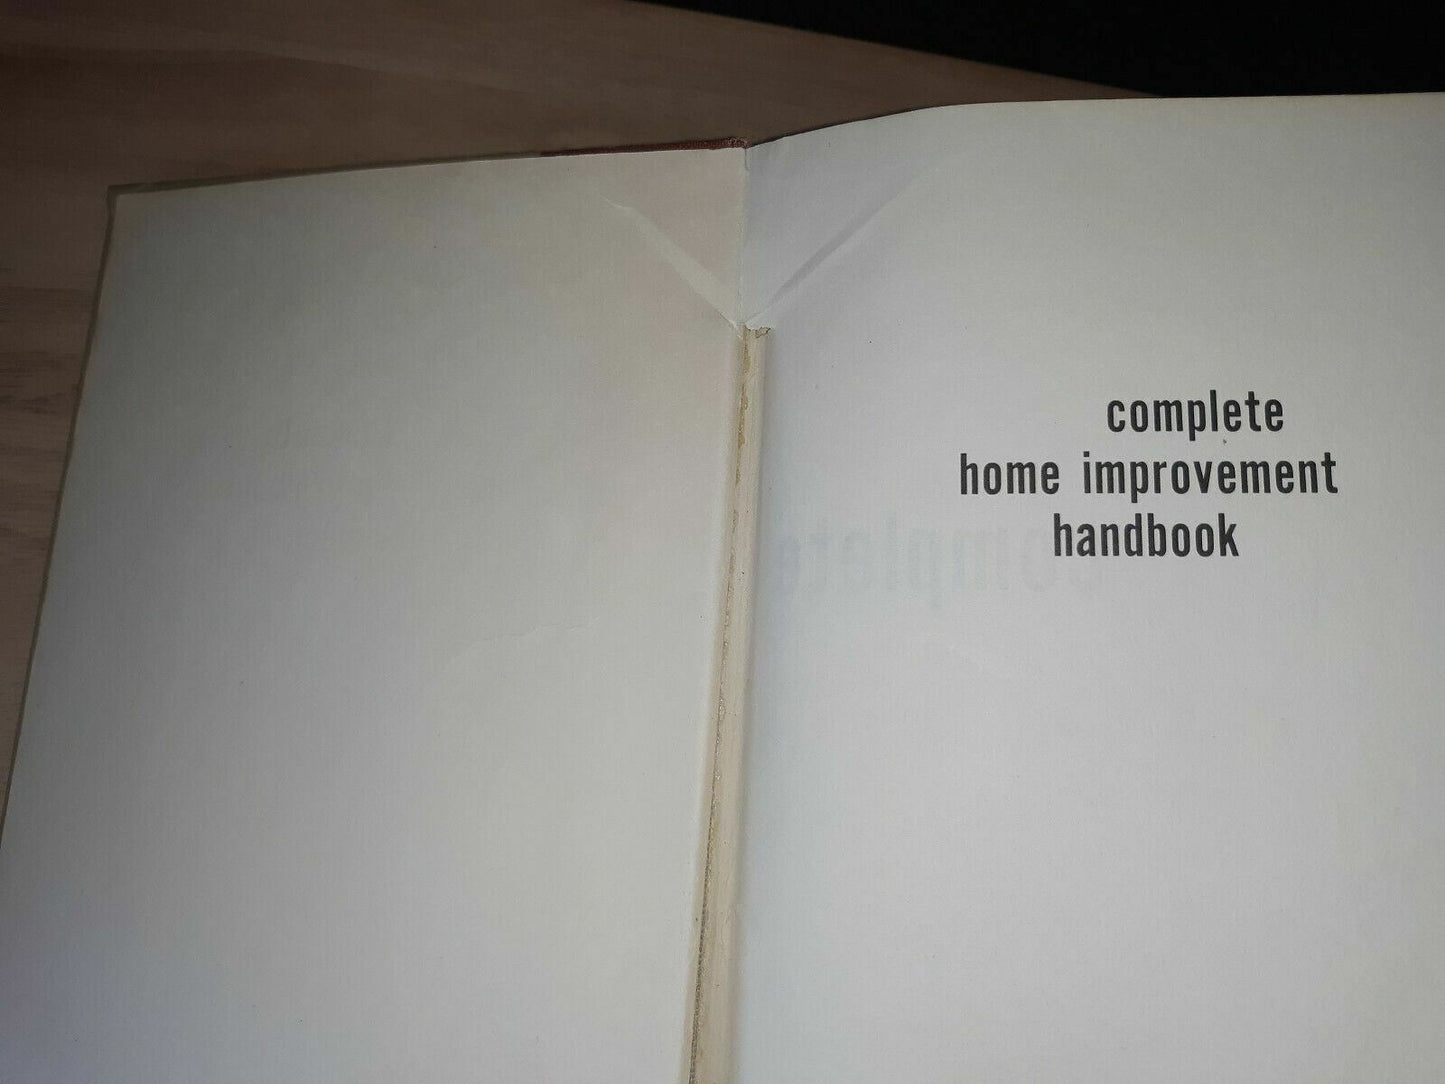 complete
home improvement
handbook